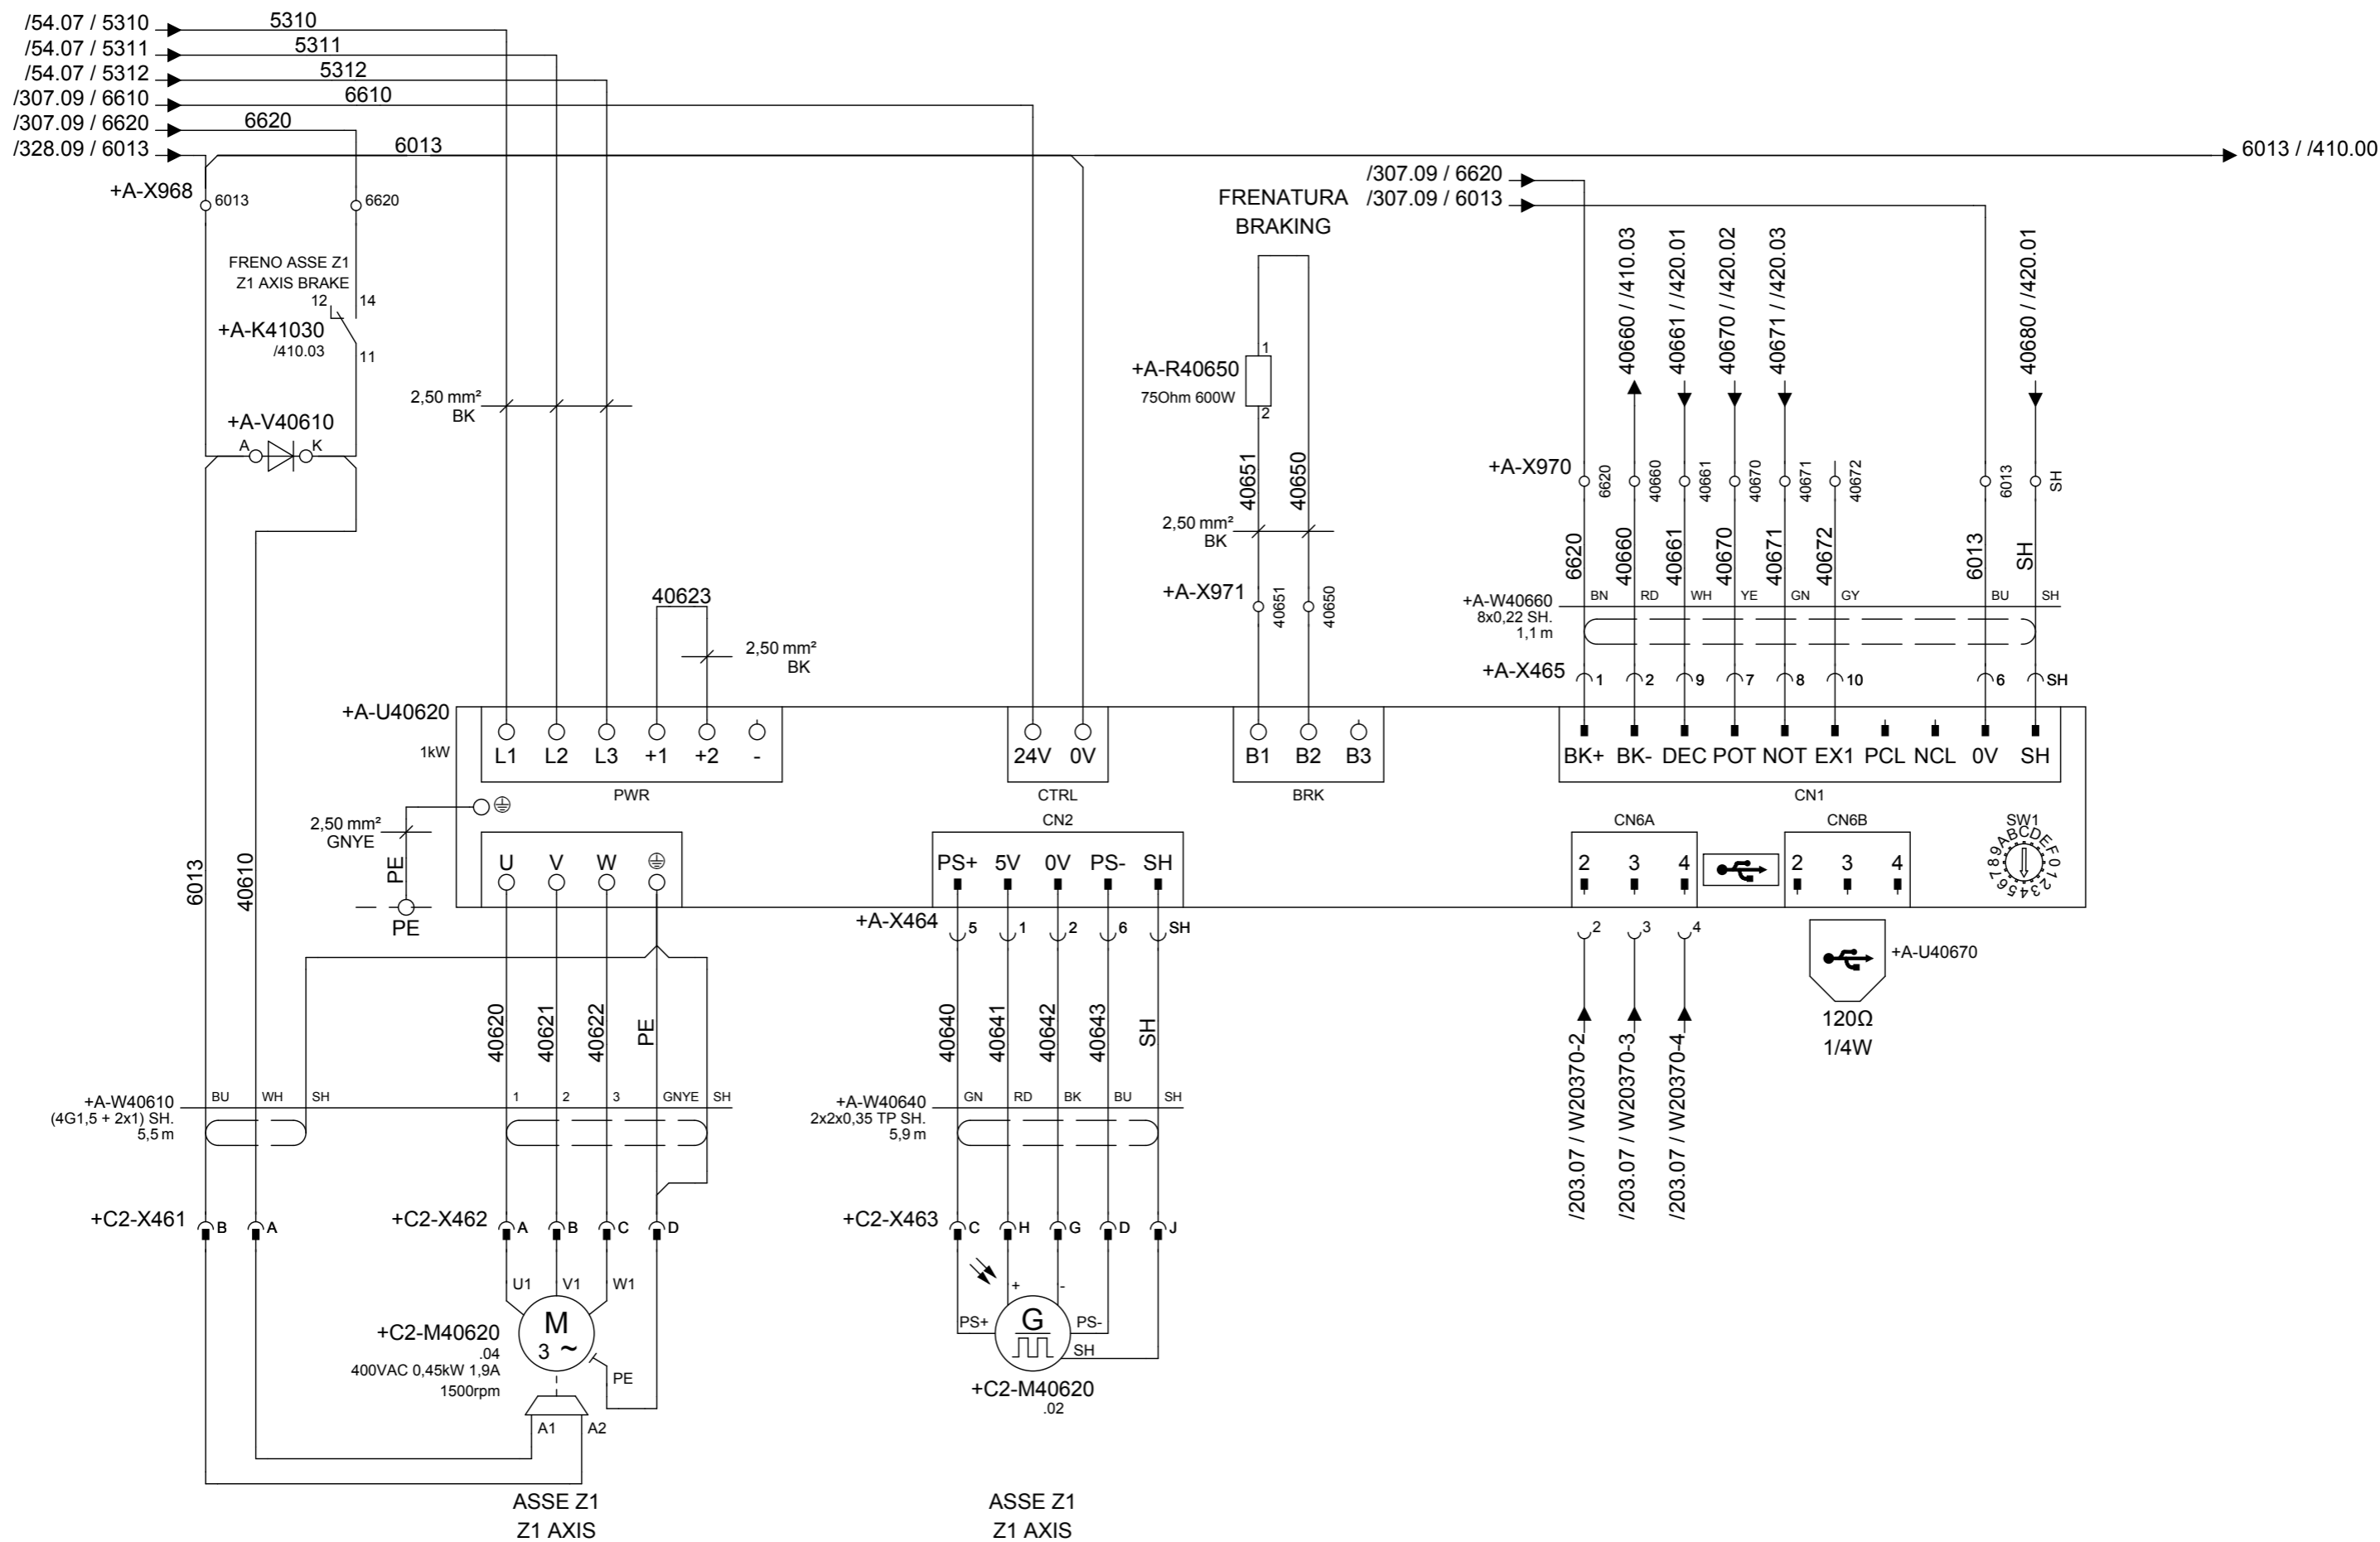 /54.07 / 5310
5310
/54.07 / 5311
5311
/54.07 / 5312
5312
/307.09 / 6610
6610
/307.09 / 6620
6620
/328.09 / 6013
6013
6013 / /410.00
/307.09 / 6620
/307.09 / 6013
+A-X968
6013
6620
FRENATURA
BRAKING
40660 / /410.03
40661 / /420.01
40670 / /420.02
40671 / /420.03
40680 / /420.01
FRENO ASSE Z1
Z1 AXIS BRAKE
12
14
+A-K41030
/410.03
11
+A-R40650
75Ohm 600W
1
2
2,50 mm²
BK
+A-V40610
A
K
40651
40650
2,50 mm²
BK
+A-X971
40651
40650
+A-X970
6620
40660
40661
40670
40671
40672
6013
SH
6620
40660
40661
40670
40671
40672
6013
SH
+A-W40660
8x0,22 SH.
1,1 m
BN
RD
WH
YE
GN
GY
BU
SH
40623
2,50 mm²
BK
+A-X465
1
2
9
7
8
10
6
SH
+A-U40620
1kW
L1
L2
L3
+1
+2
-
PWR
24V
0V
CTRL
B1
B2
B3
BRK
BK+
BK-
DEC
POT
NOT
EX1
PCL
NCL
0V
SH
CN1
2,50 mm²
GNYE
PE
PE
U
V
W
CN2
PS+
5V
0V
PS-
SH
CN6A
2
3
4
CN6B
2
3
4
SW1
0123456789ABCDEF
6013
40610
+A-X464
5
1
2
6
SH
2
3
4
+A-U40670
120Ω
1/4W
40620
40621
40622
PE
40640
40641
40642
40643
SH
/203.07 / W20370-2
/203.07 / W20370-3
/203.07 / W20370-4
+A-W40610
(4G1,5 + 2x1) SH.
5,5 m
BU
WH
SH
1
2
3
GNYE
SH
+A-W40640
2x2x0,35 TP SH.
5,9 m
GN
RD
BK
BU
SH
+C2-X461
B
A
+C2-X462
A
B
C
D
+C2-X463
C
H
G
D
J
U1
V1
W1
M
3 ~
+C2-M40620
.04
400VAC 0,45kW 1,9A
1500rpm
PE
A1
A2
+
-
PS+
G
PS-
SH
+C2-M40620
.02
ASSE Z1
Z1 AXIS
ASSE Z1
Z1 AXIS